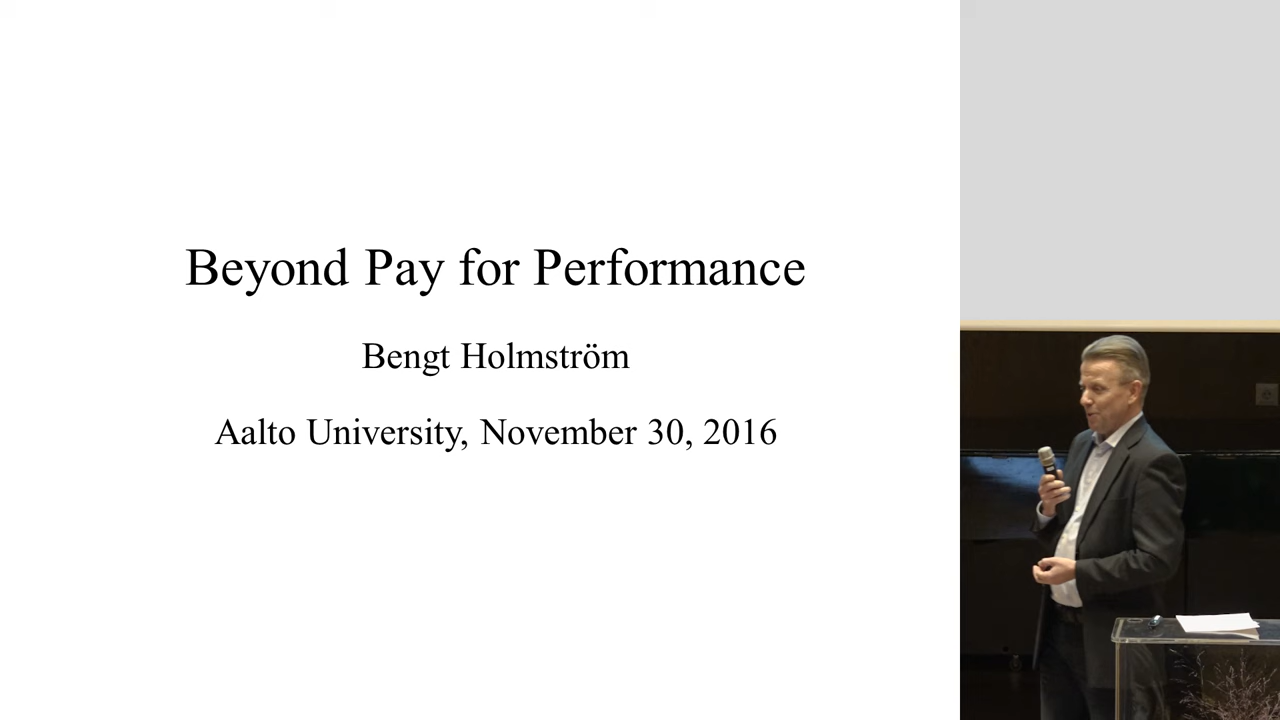 Beyond Pay for Performance
Bengt Holmström
Aalto University, November 30, 2016